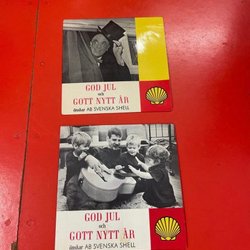 GOD JUL
och
GOTT NYTT ÅR
önskar AB SVENSKA SHELL
GOD JUL
och
GOTT NYTT ÅR
önskar AB SVENSKA SHELL